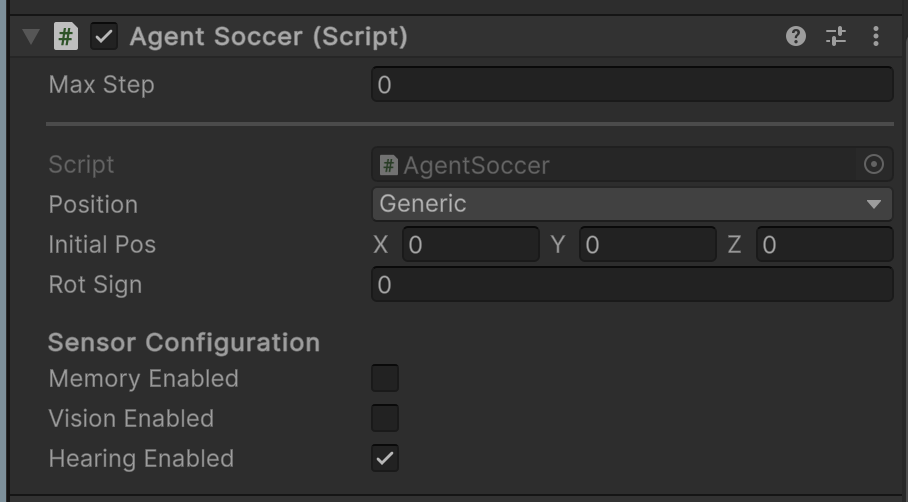 # Agent Soccer (Script)
Max Step 0
Script # AgentSoccer
Position Generic
Initial Pos X 0 Y 0 Z 0
Rot Sign 0
Sensor Configuration
Memory Enabled
Vision Enabled
Hearing Enabled